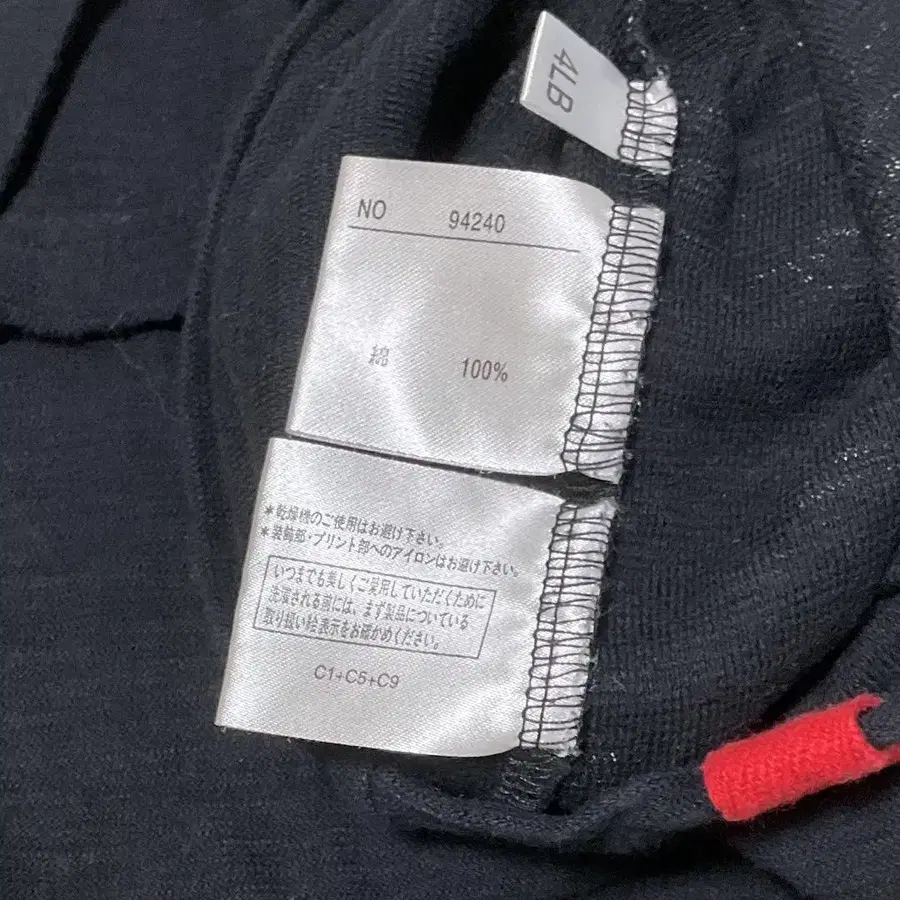 4LB
NO 94240
綿 100%
*乾燥機のご使用はお避け下さい。
*装飾部・プリント部へのアイロンはお避け下さい。
いつまでも美しくご愛用していただくために
洗濯される前には、まず製品についている
取り扱い絵表示をお確かめください。
C1+C5+C9